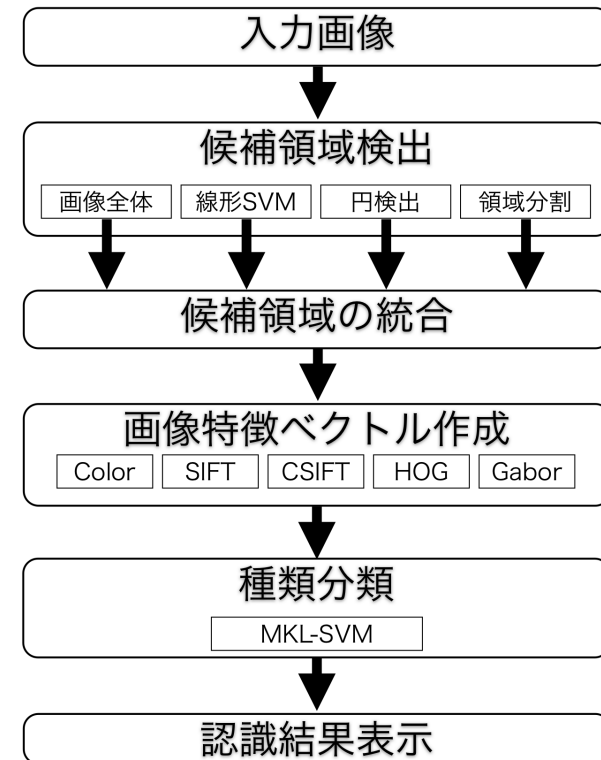 入力画像
候補領域検出
画像全体 線形SVM 円検出 領域分割
候補領域の統合
画像特徴ベクトル作成
Color SIFT CSIFT HOG Gabor
種類分類
MKL-SVM
認識結果表示